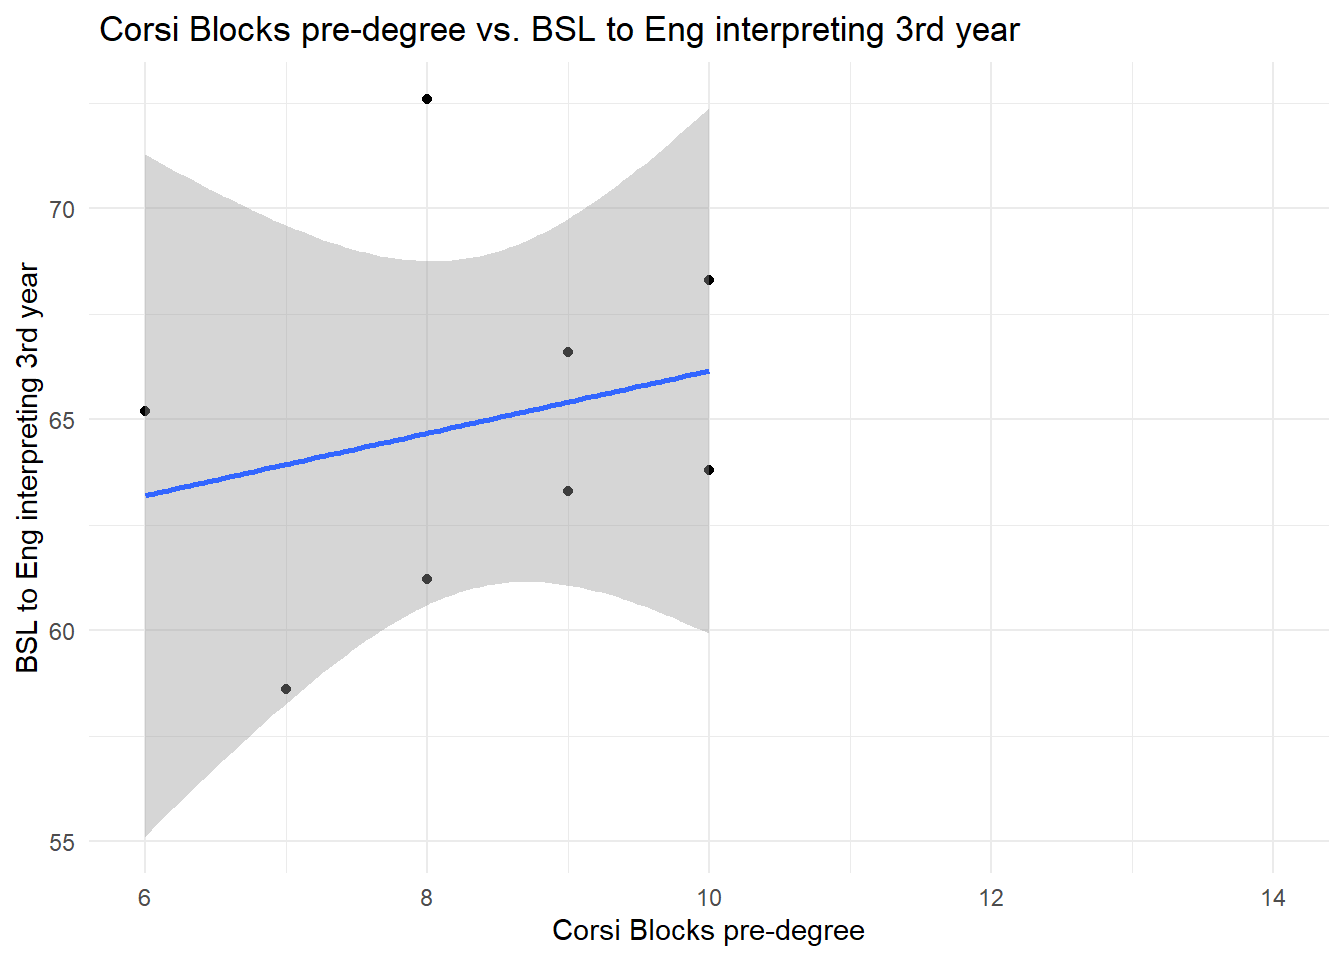 Corsi Blocks pre-degree vs. BSL to Eng interpreting 3rd year
BSL to Eng interpreting 3rd year
70
65
60
55
6 8 10 12 14
Corsi Blocks pre-degree